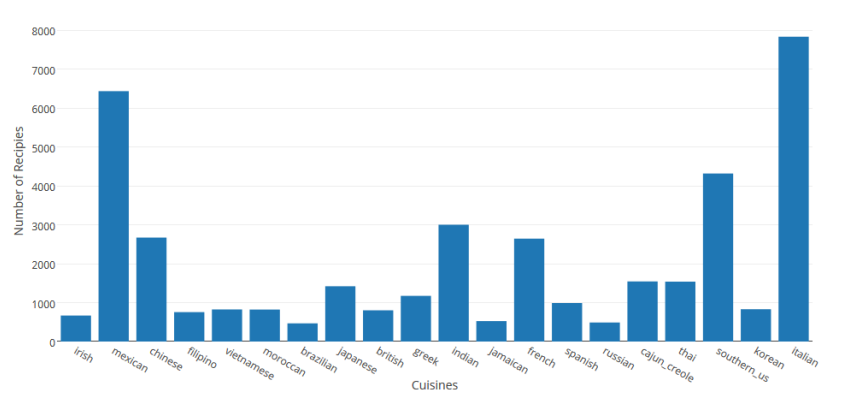 8000
7000
6000
5000
4000
3000
2000
1000
0
Number of Recipies
irish
mexican
chinese
filipino
vietnamese
moroccan
brazilian
japanese
british
greek
indian
jamaican
french
spanish
russian
cajun_creole
thai
southern_us
korean
italian
Cuisines